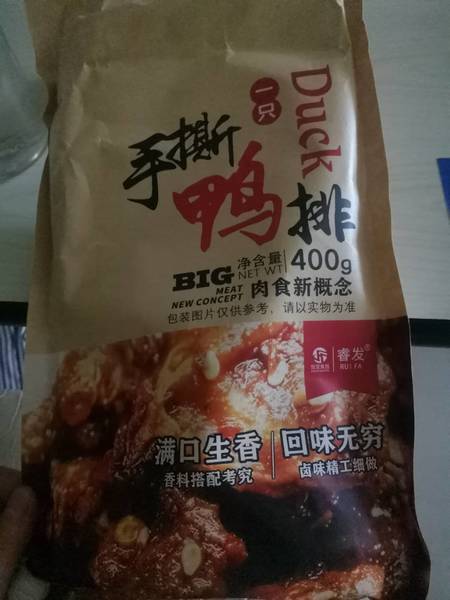 一只
Duck
手撕
鸭排
净含量
NET WT
400g
BIG
MEAT
NEW CONCEPT
肉食新概念
包装图片仅供参考，请以实物为准
睿发®
RUI FA
满口生香
回味无穷
香料搭配考究
卤味精工细做